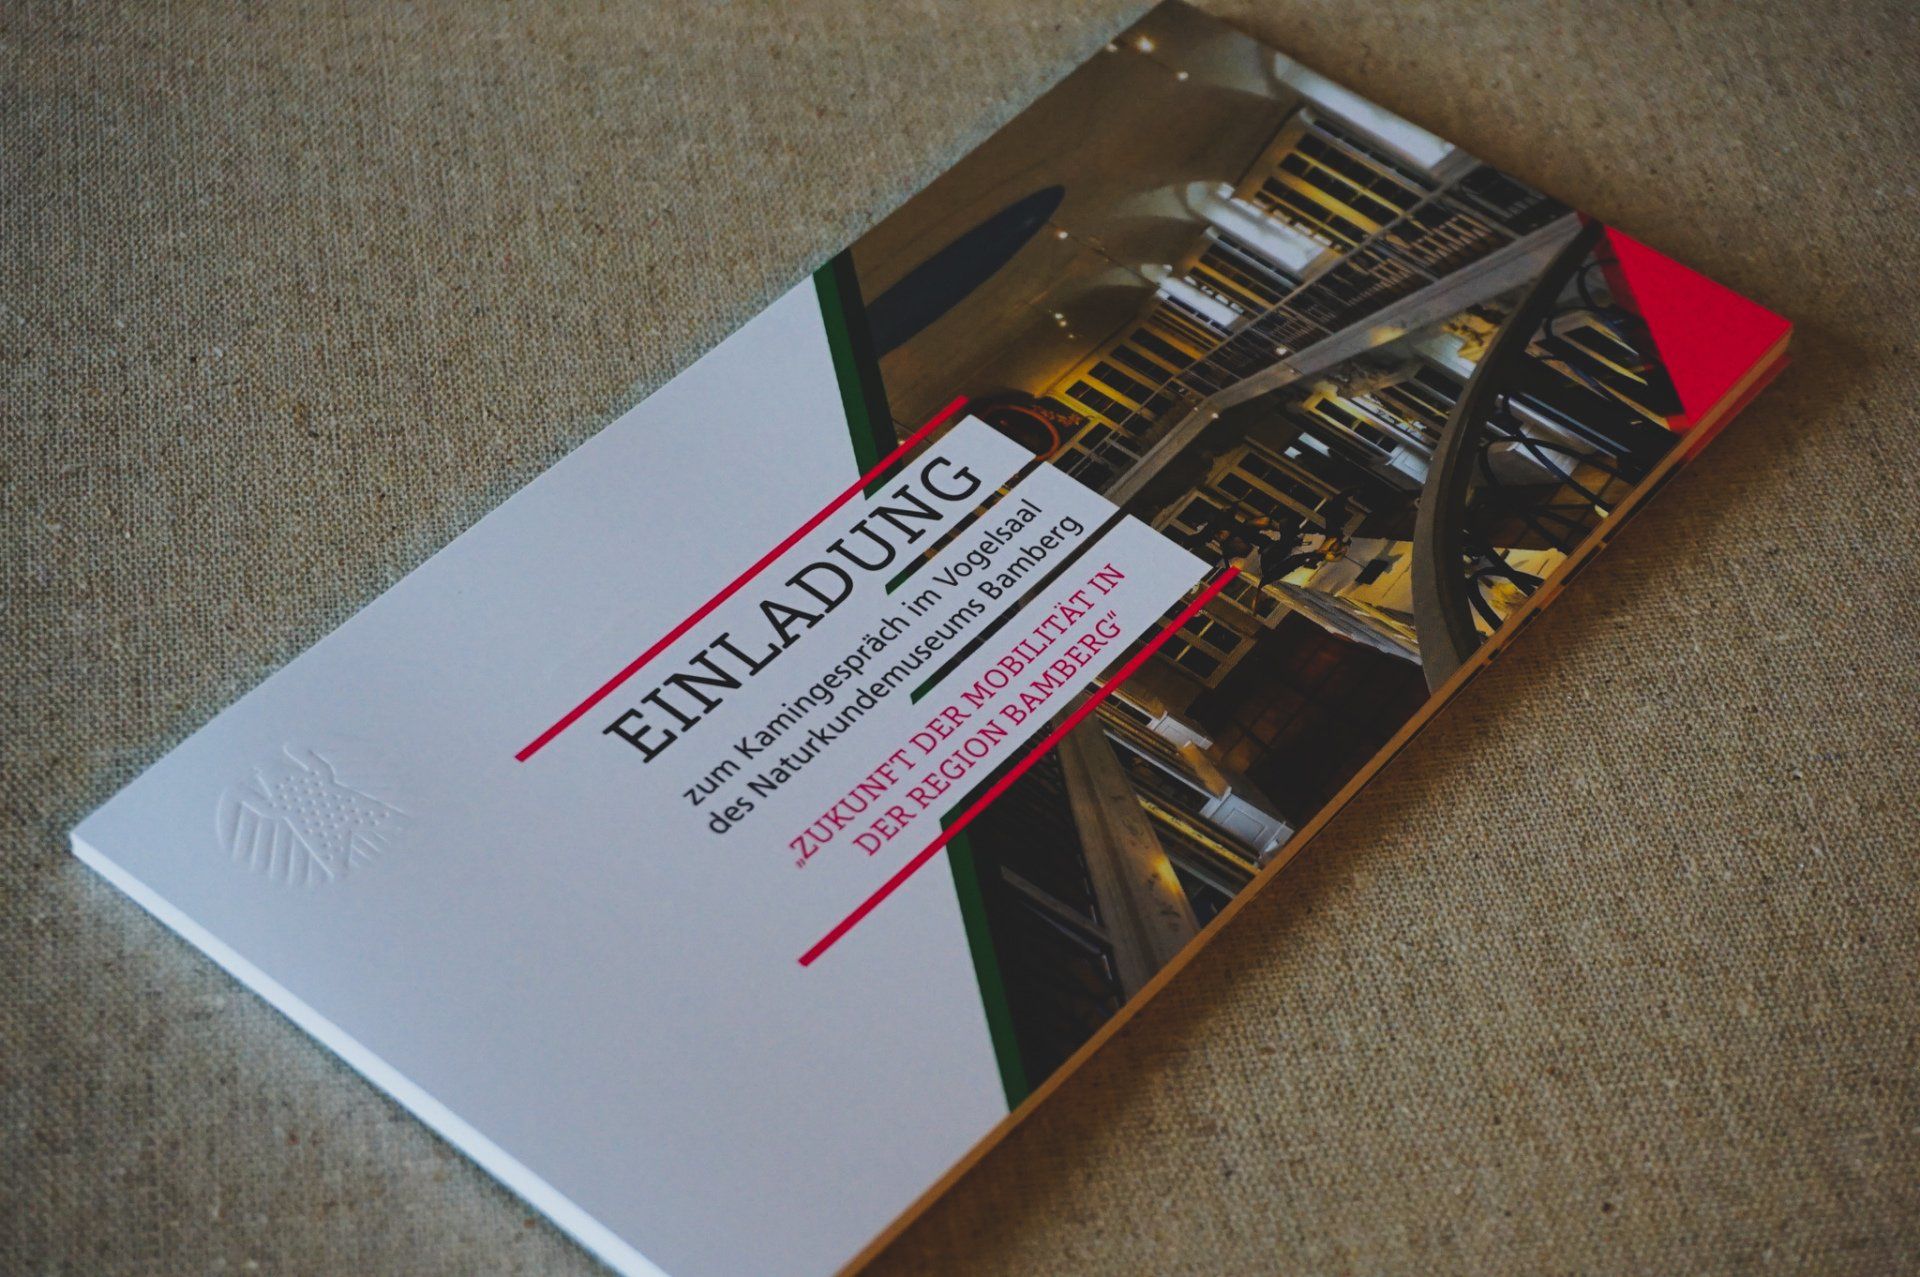 EINLADUNG
zum Kamingespräch im Vogelsaal
des Naturkundemuseums Bamberg
„ZUKUNFT DER MOBILITÄT IN
DER REGION BAMBERG“